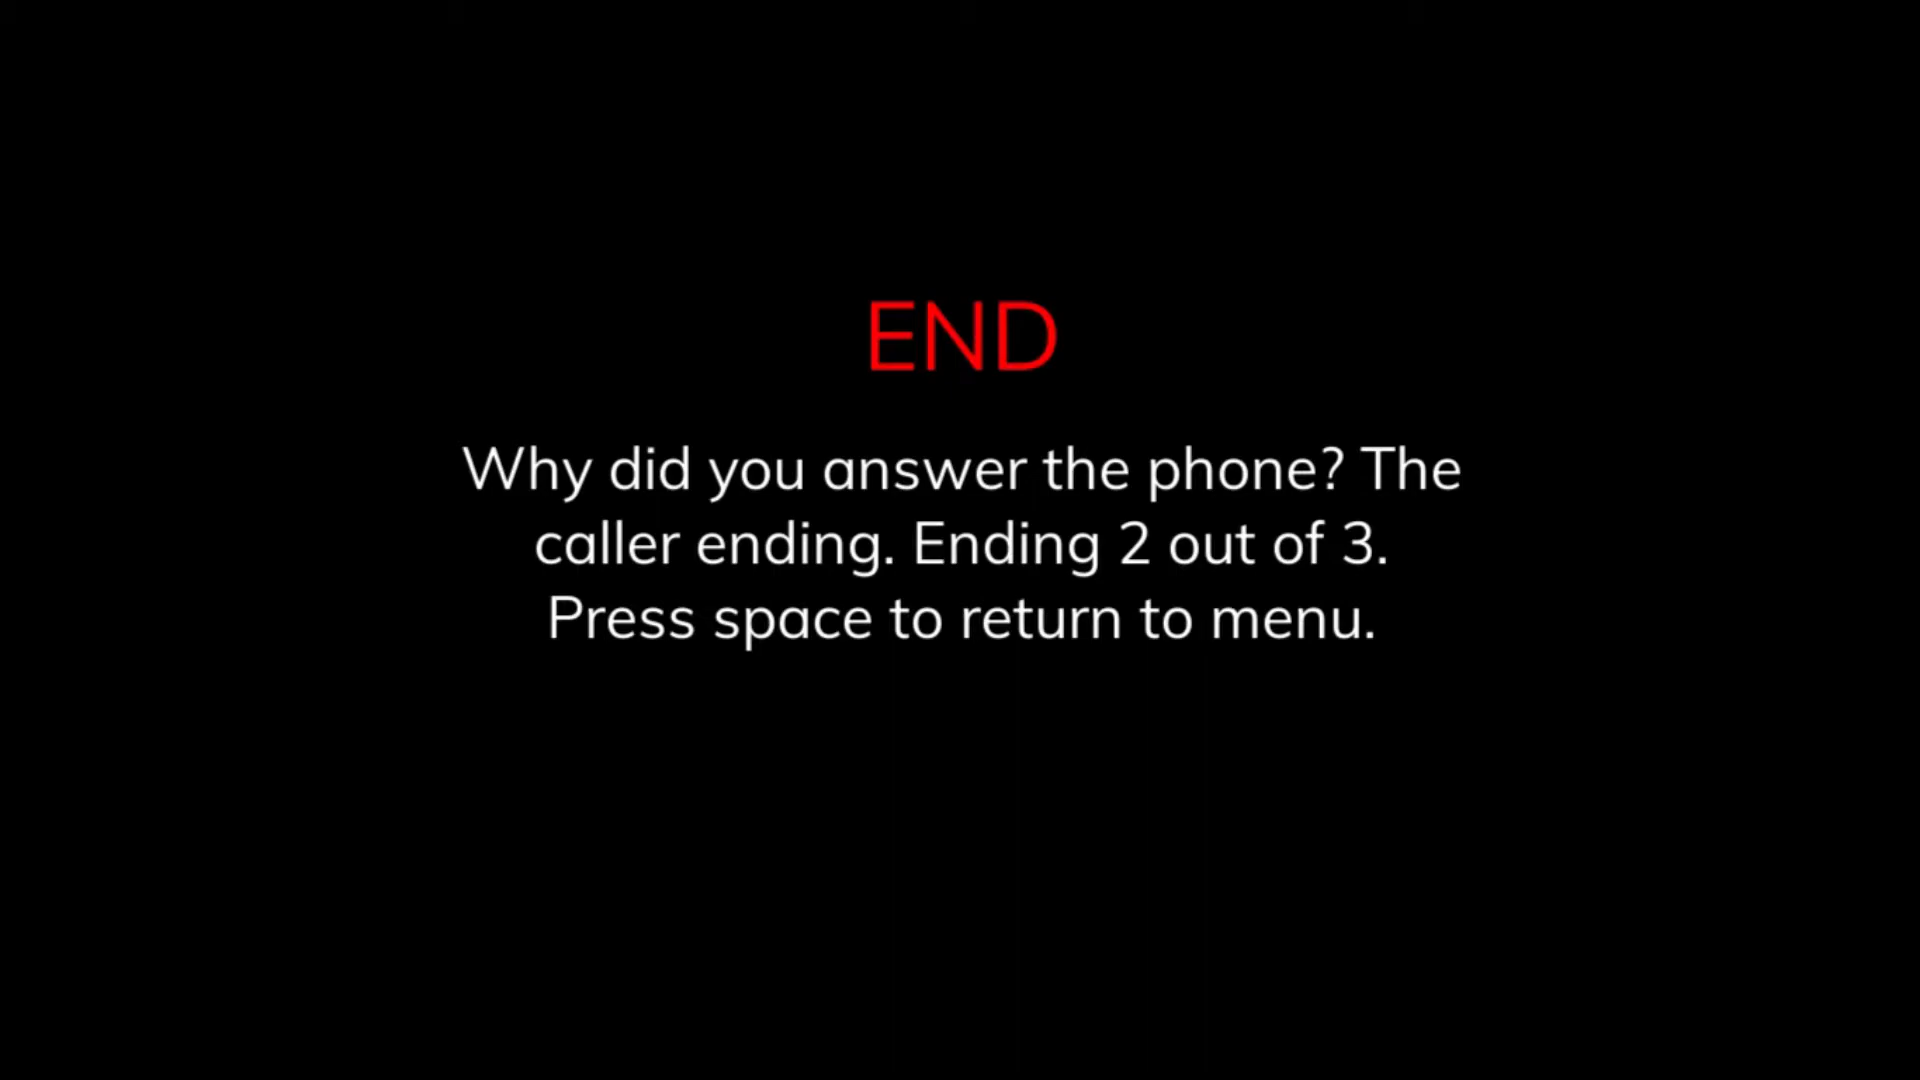 END
Why did you answer the phone? The
caller ending. Ending 2 out of 3.
Press space to return to menu.